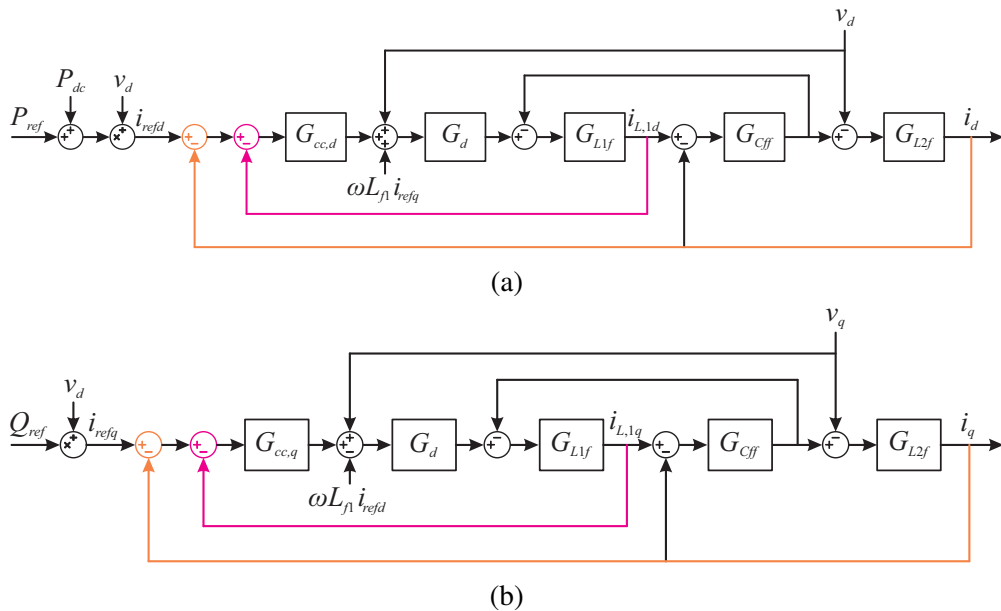 v_d
P_dc v_d
P_ref i_refd G_cc,d G_d G_L1f i_L,1d G_Cff G_L2f i_d
ωL_f1 i_refq
(a)
v_q
v_d
Q_ref i_refq G_cc,q G_d G_L1f i_L,1q G_Cff G_L2f i_q
ωL_f1 i_refd
(b)